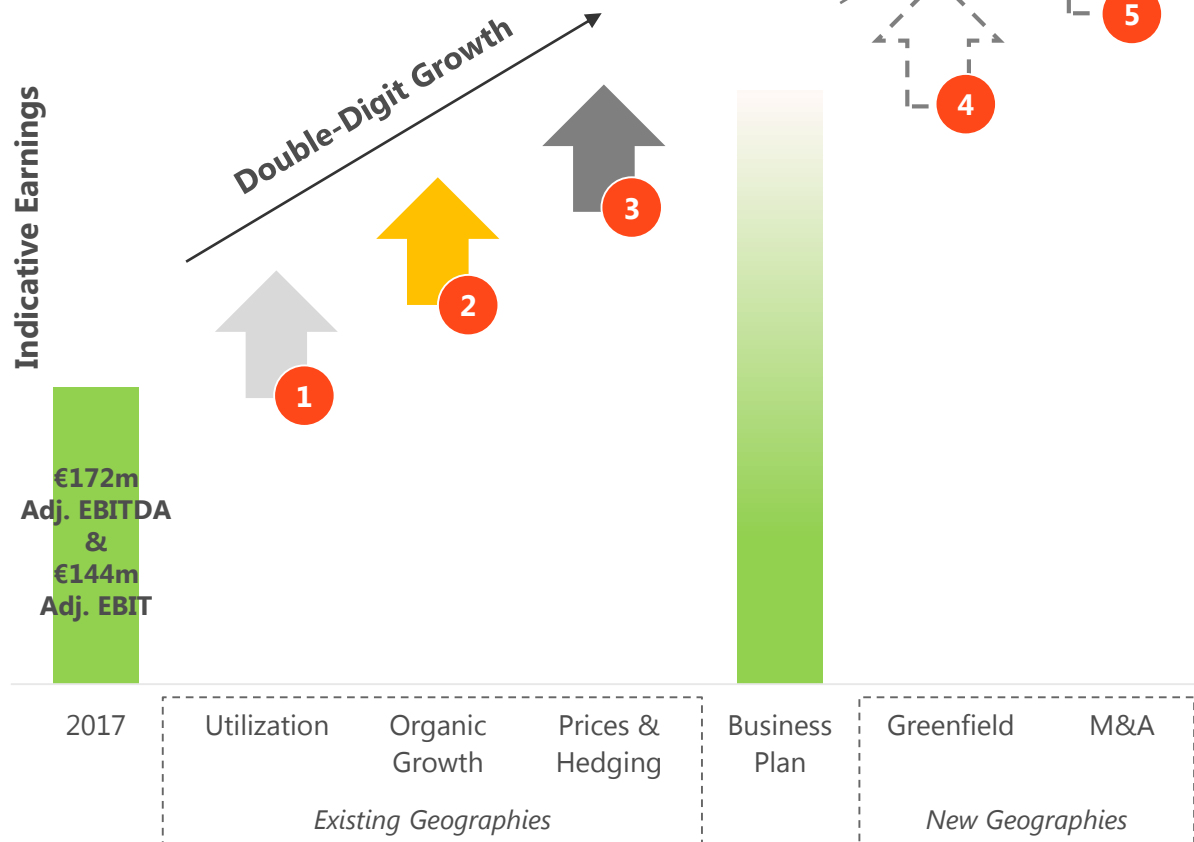 Indicative Earnings
Double-Digit Growth
1
2
3
4
5
€172m
Adj. EBITDA
&
€144m
Adj. EBIT
2017
Utilization
Organic
Growth
Prices &
Hedging
Business
Plan
Greenfield
M&A
Existing Geographies
New Geographies